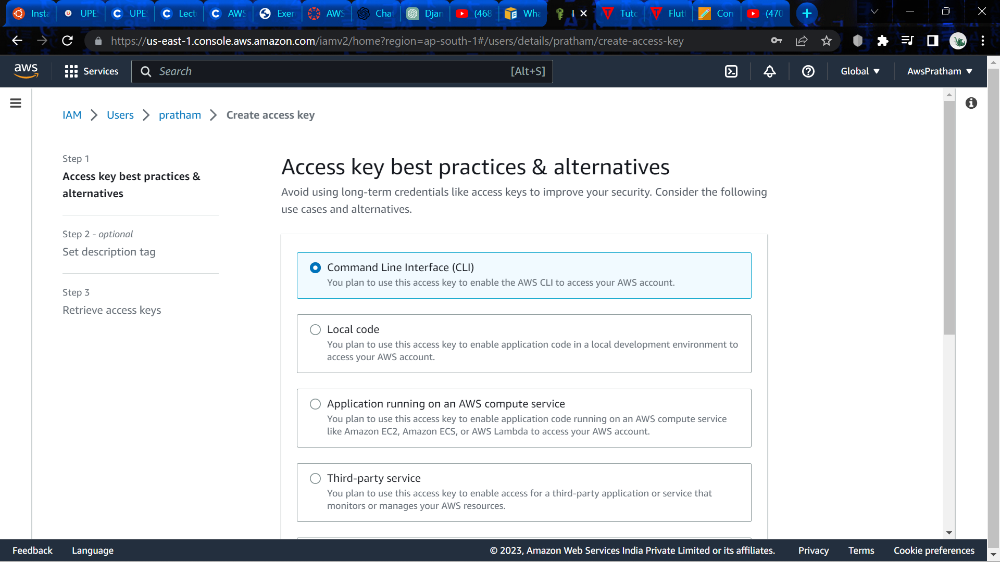 Insta
UPE
UPE
Lect
AWS
Exer
AWS
Chat
Djan
(468
Wha
I
Tuto
Flutt
Con
(470
https://us-east-1.console.aws.amazon.com/iamv2/home?region=ap-south-1#/users/details/pratham/create-access-key
aws
Services
Search
[Alt+S]
Global
AwsPratham
IAM
Users
pratham
Create access key
Step 1
Access key best practices &
alternatives
Step 2 - optional
Set description tag
Step 3
Retrieve access keys
Access key best practices & alternatives
Avoid using long-term credentials like access keys to improve your security. Consider the following
use cases and alternatives.
Command Line Interface (CLI)
You plan to use this access key to enable the AWS CLI to access your AWS account.
Local code
You plan to use this access key to enable application code in a local development environment to
access your AWS account.
Application running on an AWS compute service
You plan to use this access key to enable application code running on an AWS compute service
like Amazon EC2, Amazon ECS, or AWS Lambda to access your AWS account.
Third-party service
You plan to use this access key to enable access for a third-party application or service that
monitors or manages your AWS resources.
Feedback
Language
© 2023, Amazon Web Services India Private Limited or its affiliates.
Privacy
Terms
Cookie preferences